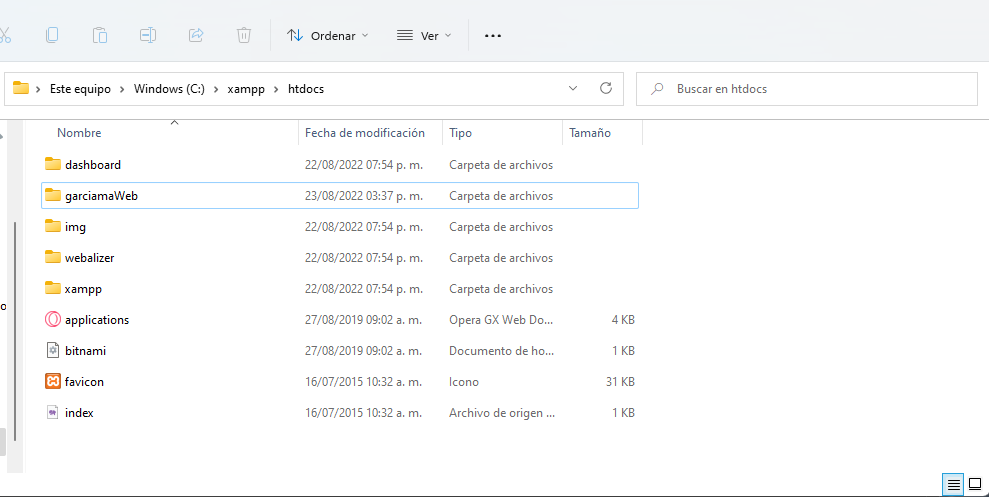 Ordenar Ver
Este equipo Windows (C:) xampp htdocs Buscar en htdocs
Nombre Fecha de modificación Tipo Tamaño
dashboard 22/08/2022 07:54 p. m. Carpeta de archivos
garciamaWeb 23/08/2022 03:37 p. m. Carpeta de archivos
img 22/08/2022 07:54 p. m. Carpeta de archivos
webalizer 22/08/2022 07:54 p. m. Carpeta de archivos
xampp 22/08/2022 07:54 p. m. Carpeta de archivos
applications 27/08/2019 09:02 a. m. Opera GX Web Do... 4 KB
bitnami 27/08/2019 09:02 a. m. Documento de ho... 1 KB
favicon 16/07/2015 10:32 a. m. Icono 31 KB
index 16/07/2015 10:32 a. m. Archivo de origen ... 1 KB